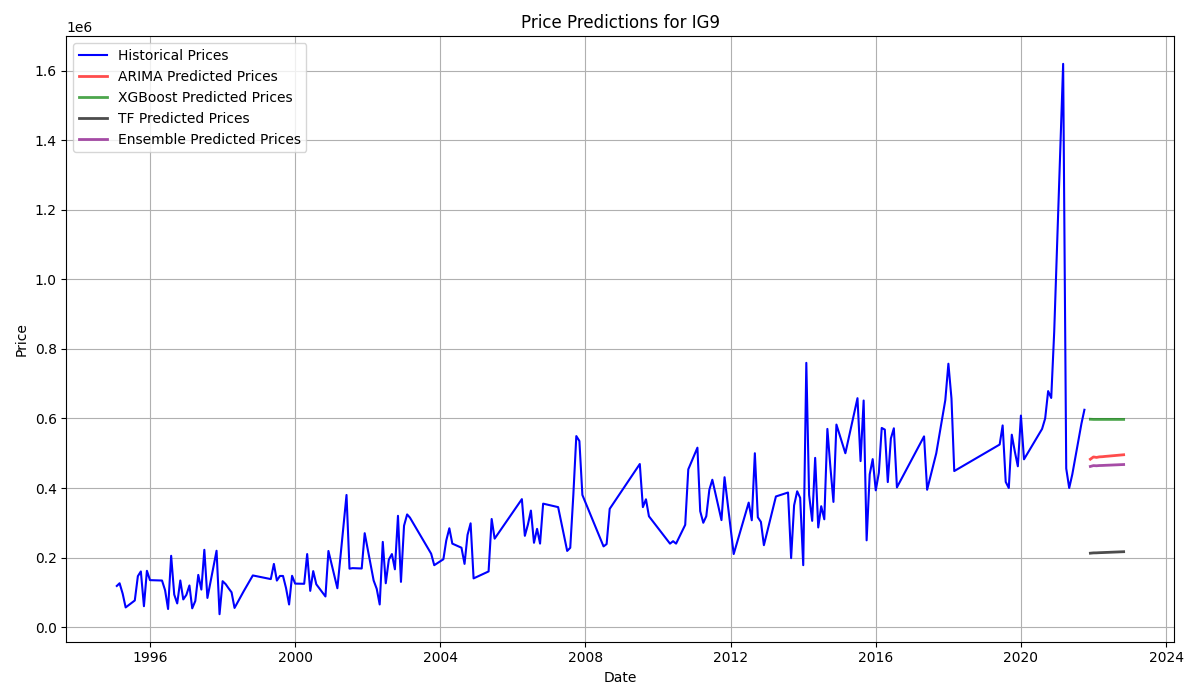 Price Predictions for IG9
1e6
Historical Prices
ARIMA Predicted Prices
XGBoost Predicted Prices
TF Predicted Prices
Ensemble Predicted Prices
1.6
1.4
1.2
1.0
0.8
0.6
0.4
0.2
0.0
Price
1996
2000
2004
2008
2012
2016
2020
2024
Date